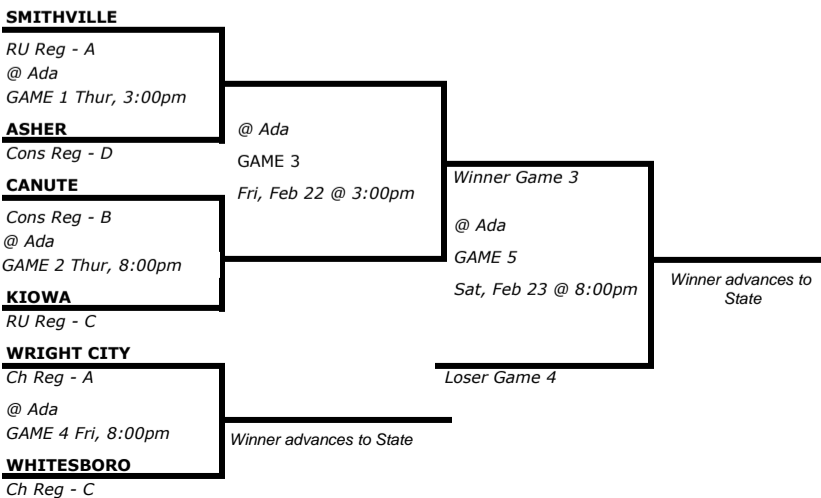 SMITHVILLE
RU Reg - A
@ Ada
GAME 1 Thur, 3:00pm
ASHER
Cons Reg - D
@ Ada
GAME 3
Fri, Feb 22 @ 3:00pm
CANUTE
Cons Reg - B
@ Ada
GAME 2 Thur, 8:00pm
KIOWA
RU Reg - C
Winner Game 3
@ Ada
GAME 5
Sat, Feb 23 @ 8:00pm
Winner advances to
State
WRIGHT CITY
Ch Reg - A
@ Ada
GAME 4 Fri, 8:00pm
WHITESBORO
Ch Reg - C
Loser Game 4
Winner advances to State